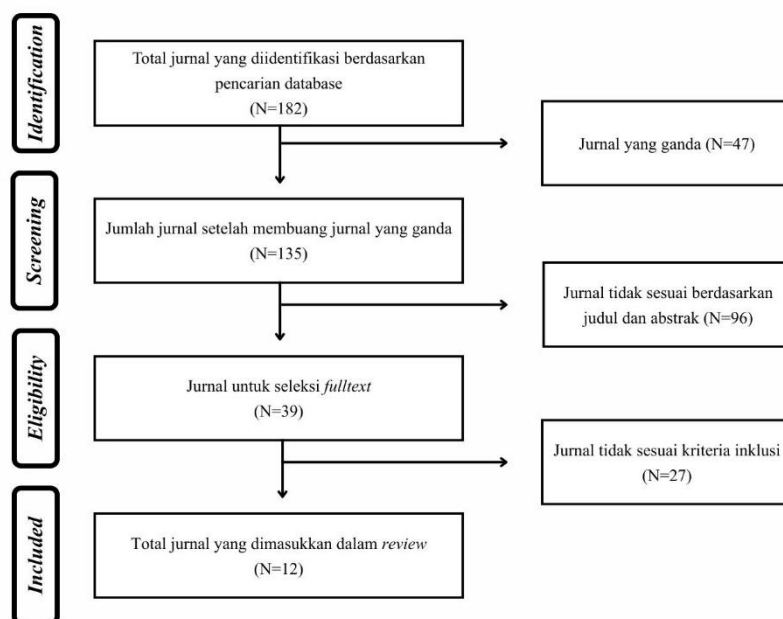 Identification
Total jurnal yang diidentifikasi berdasarkan
pencarian database
(N=182)
Jurnal yang ganda (N=47)
Screening
Jumlah jurnal setelah membuang jurnal yang ganda
(N=135)
Jurnal tidak sesuai berdasarkan
judul dan abstrak (N=96)
Eligibility
Jurnal untuk seleksi fulltext
(N=39)
Jurnal tidak sesuai kriteria inklusi
(N=27)
Included
Total jurnal yang dimasukkan dalam review
(N=12)